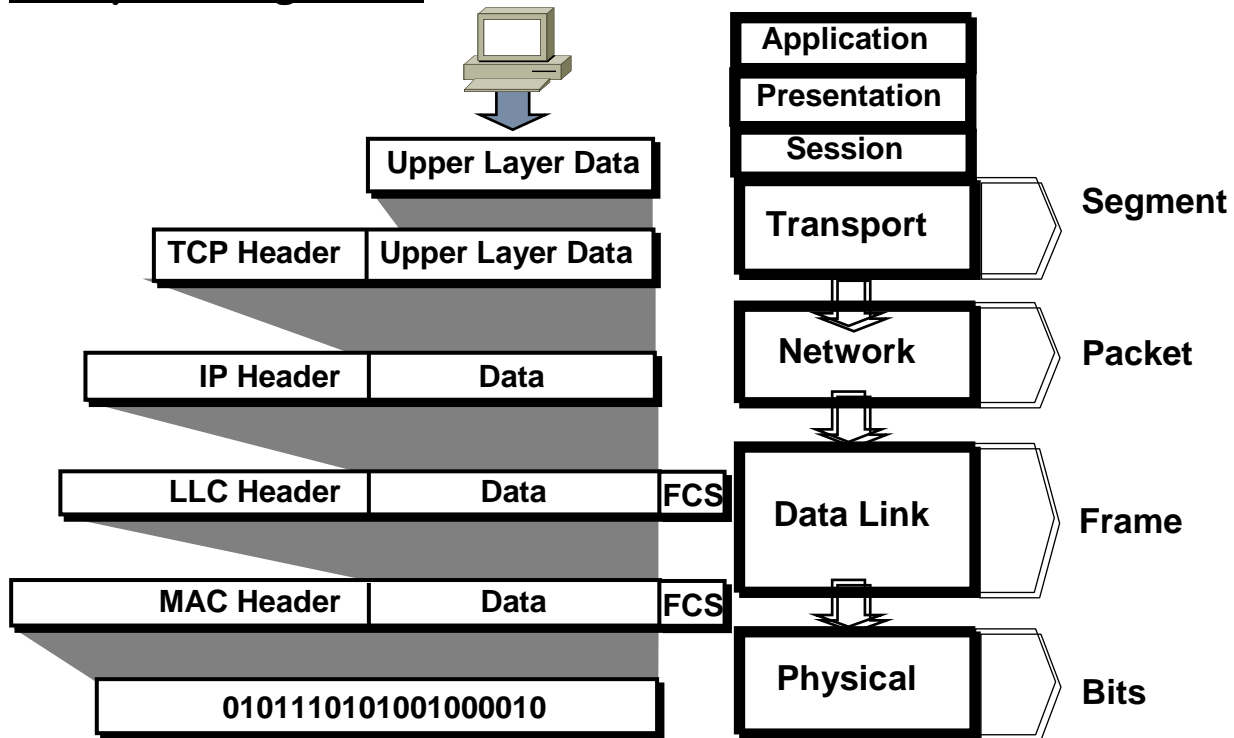 Application
Presentation
Session
Upper Layer Data
Transport
Segment
TCP Header Upper Layer Data
Network
Packet
IP Header Data
LLC Header Data FCS
Data Link
Frame
MAC Header Data FCS
Physical
Bits
0101110101001000010